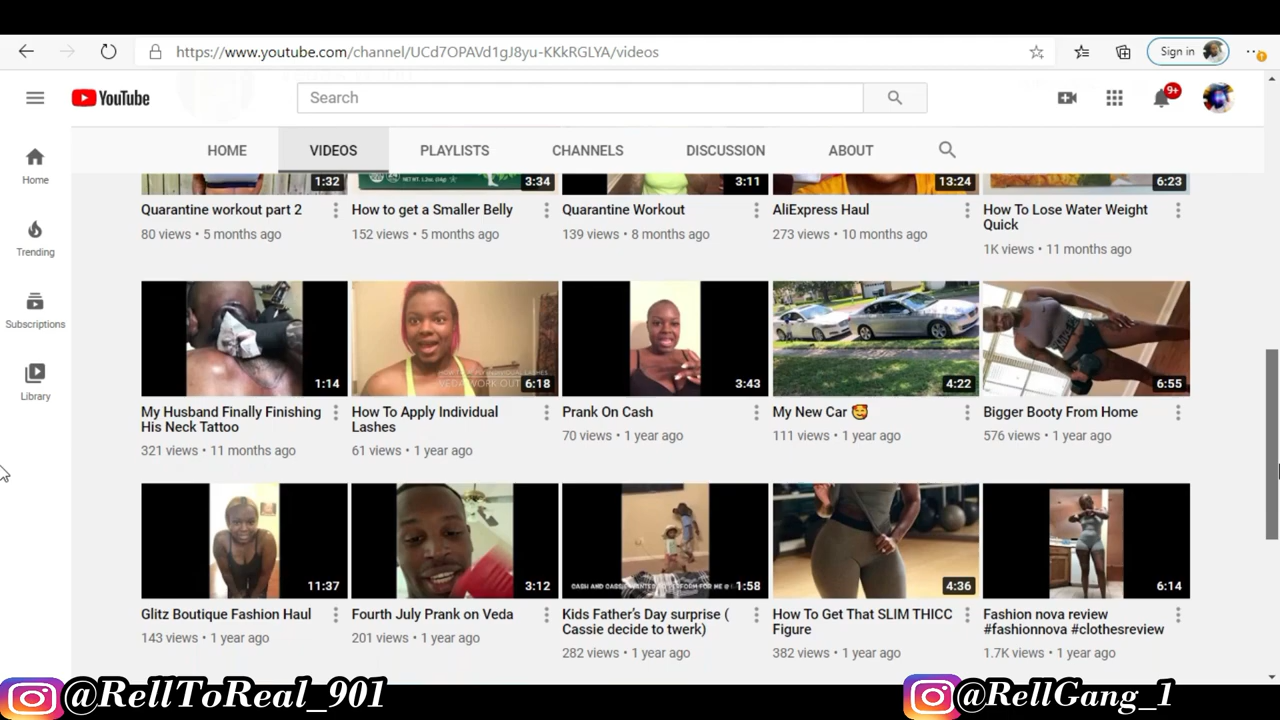 https://www.youtube.com/channel/UCd7OPAVd1gJ8yu-KKkRGLYA/videos
Sign in
YouTube
Search
9+
HOME VIDEOS PLAYLISTS CHANNELS DISCUSSION ABOUT
Home
Trending
Subscriptions
Library
1:32 3:34 3:11 13:24 6:23
Quarantine workout part 2
80 views • 5 months ago
How to get a Smaller Belly
152 views • 5 months ago
Quarantine Workout
139 views • 8 months ago
AliExpress Haul
273 views • 10 months ago
How To Lose Water Weight
Quick
1K views • 11 months ago
1:14 6:18 3:43 4:22 6:55
My Husband Finally Finishing
His Neck Tattoo
321 views • 11 months ago
How To Apply Individual
Lashes
61 views • 1 year ago
Prank On Cash
70 views • 1 year ago
My New Car 🥰
111 views • 1 year ago
Bigger Booty From Home
576 views • 1 year ago
11:37 3:12 1:58 4:36 6:14
CASH AND CASSIE
Glitz Boutique Fashion Haul
143 views • 1 year ago
Fourth July Prank on Veda
201 views • 1 year ago
Kids Father's Day surprise (
Cassie decide to twerk)
282 views • 1 year ago
How To Get That SLIM THICC
Figure
382 views • 1 year ago
Fashion nova review
#fashionnova #clothesreview
1.7K views • 1 year ago
@RellToReal_901
@RellGang_1